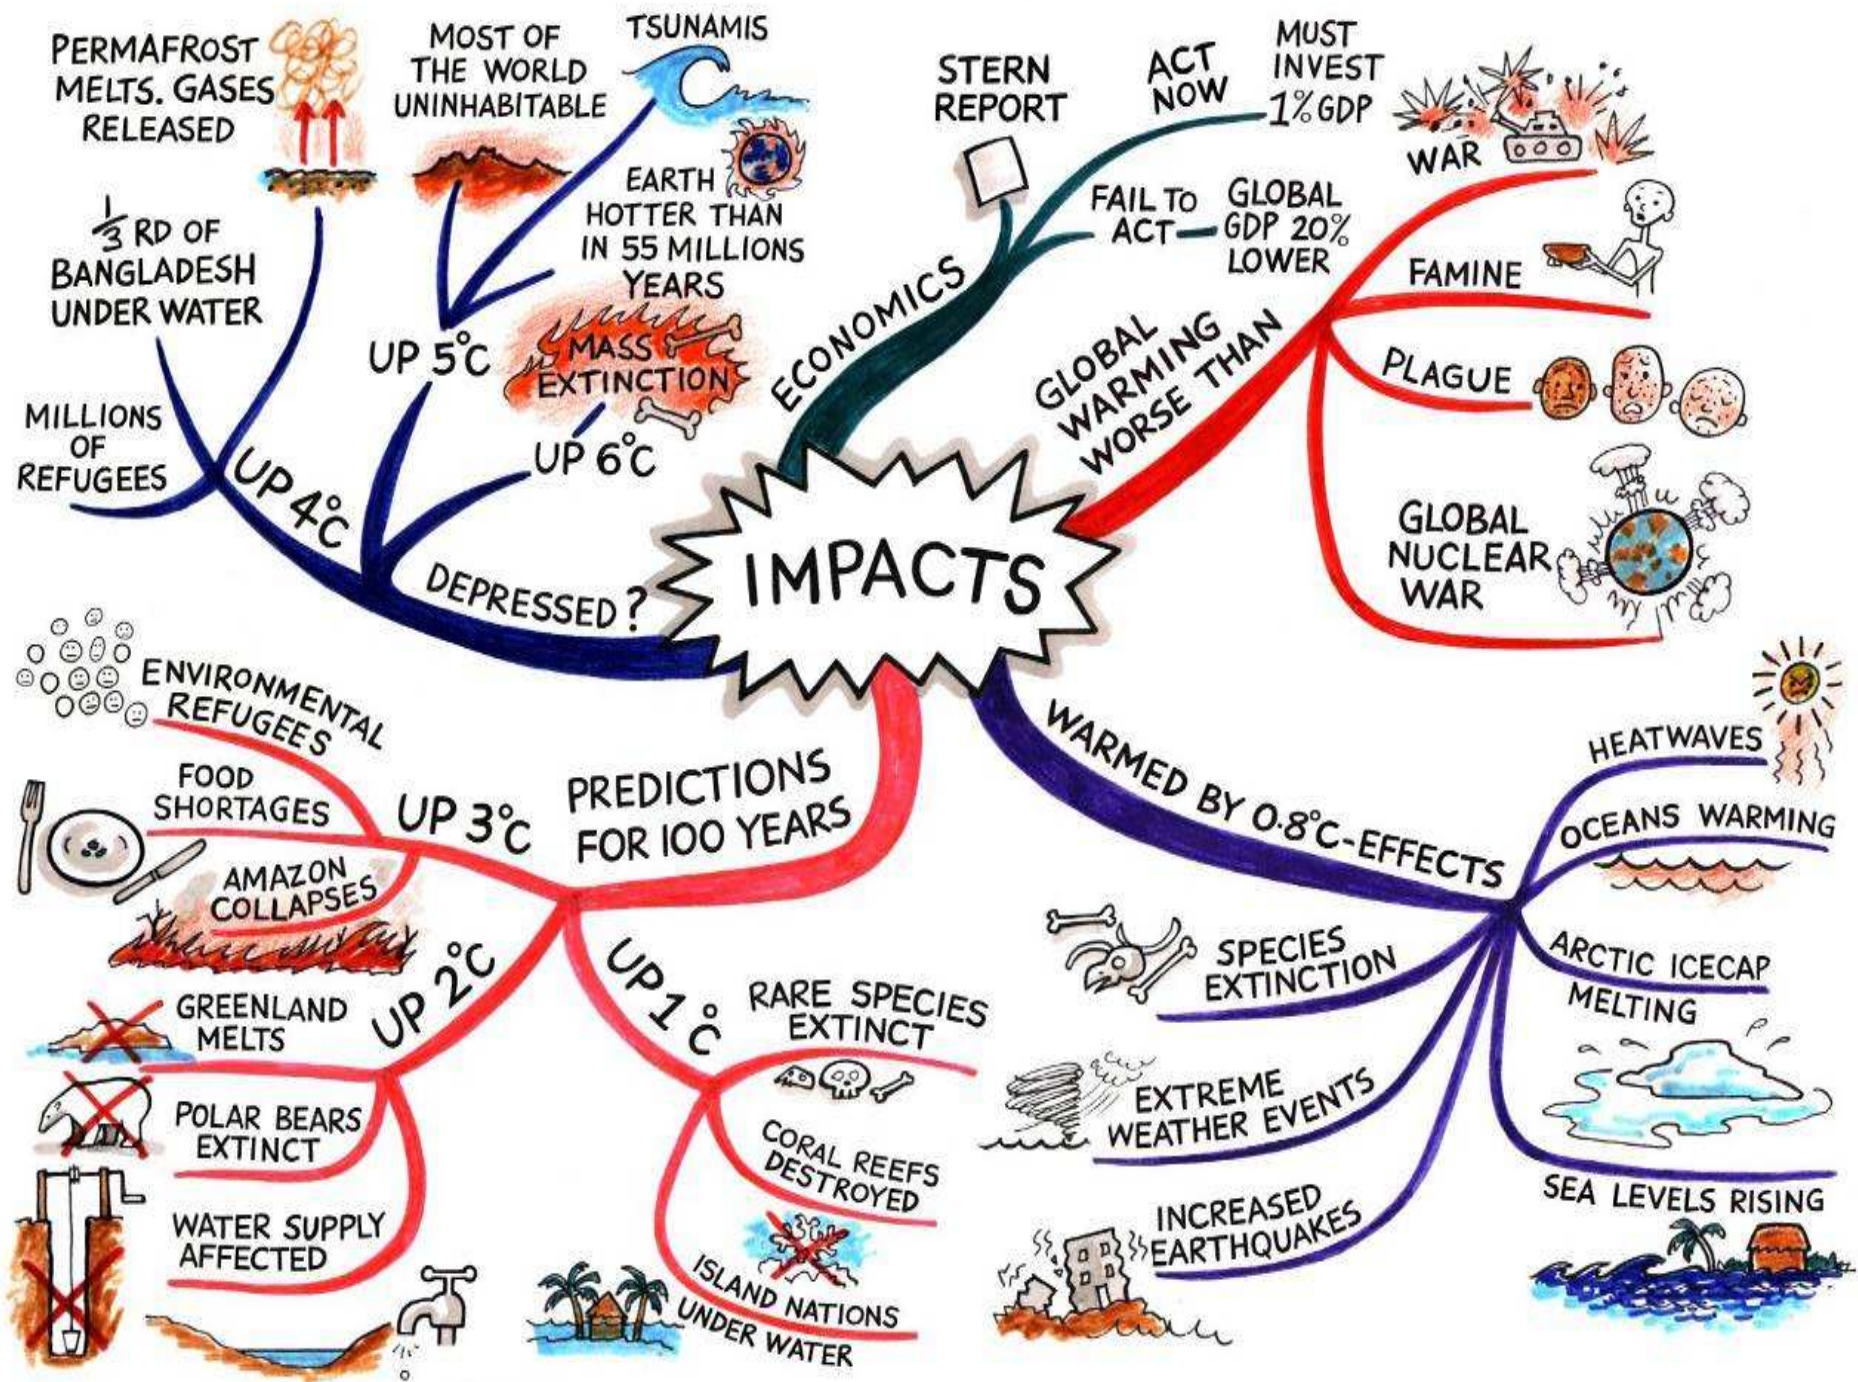 PERMAFROST
MELTS. GASES
RELEASED
MOST OF
THE WORLD
UNINHABITABLE
TSUNAMIS
EARTH
HOTTER THAN
IN 55 MILLIONS
YEARS
1/3 RD OF
BANGLADESH
UNDER WATER
MILLIONS
OF
REFUGEES
UP 4°C
UP 5°C
MASS
EXTINCTION
UP 6°C
DEPRESSED?
STERN
REPORT
ACT
NOW
MUST
INVEST
1% GDP
FAIL TO
ACT
GLOBAL
GDP 20%
LOWER
ECONOMICS
GLOBAL
WARMING
WORSE THAN
WAR
FAMINE
PLAGUE
GLOBAL
NUCLEAR
WAR
IMPACTS
ENVIRONMENTAL
REFUGEES
FOOD
SHORTAGES
AMAZON
COLLAPSES
UP 3°C
PREDICTIONS
FOR 100 YEARS
GREENLAND
MELTS
POLAR BEARS
EXTINCT
WATER SUPPLY
AFFECTED
UP 2°C
UP 1°C
RARE SPECIES
EXTINCT
CORAL REEFS
DESTROYED
ISLAND NATIONS
UNDER WATER
WARMED BY 0.8°C-EFFECTS
HEATWAVES
OCEANS WARMING
ARCTIC ICECAP
MELTING
SEA LEVELS RISING
SPECIES
EXTINCTION
EXTREME
WEATHER EVENTS
INCREASED
EARTHQUAKES